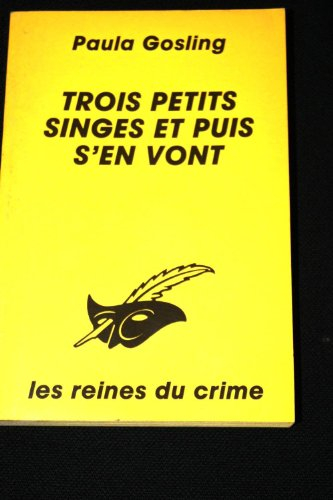 Paula Gosling
TROIS PETITS
SINGES ET PUIS
S'EN VONT
les reines du crime